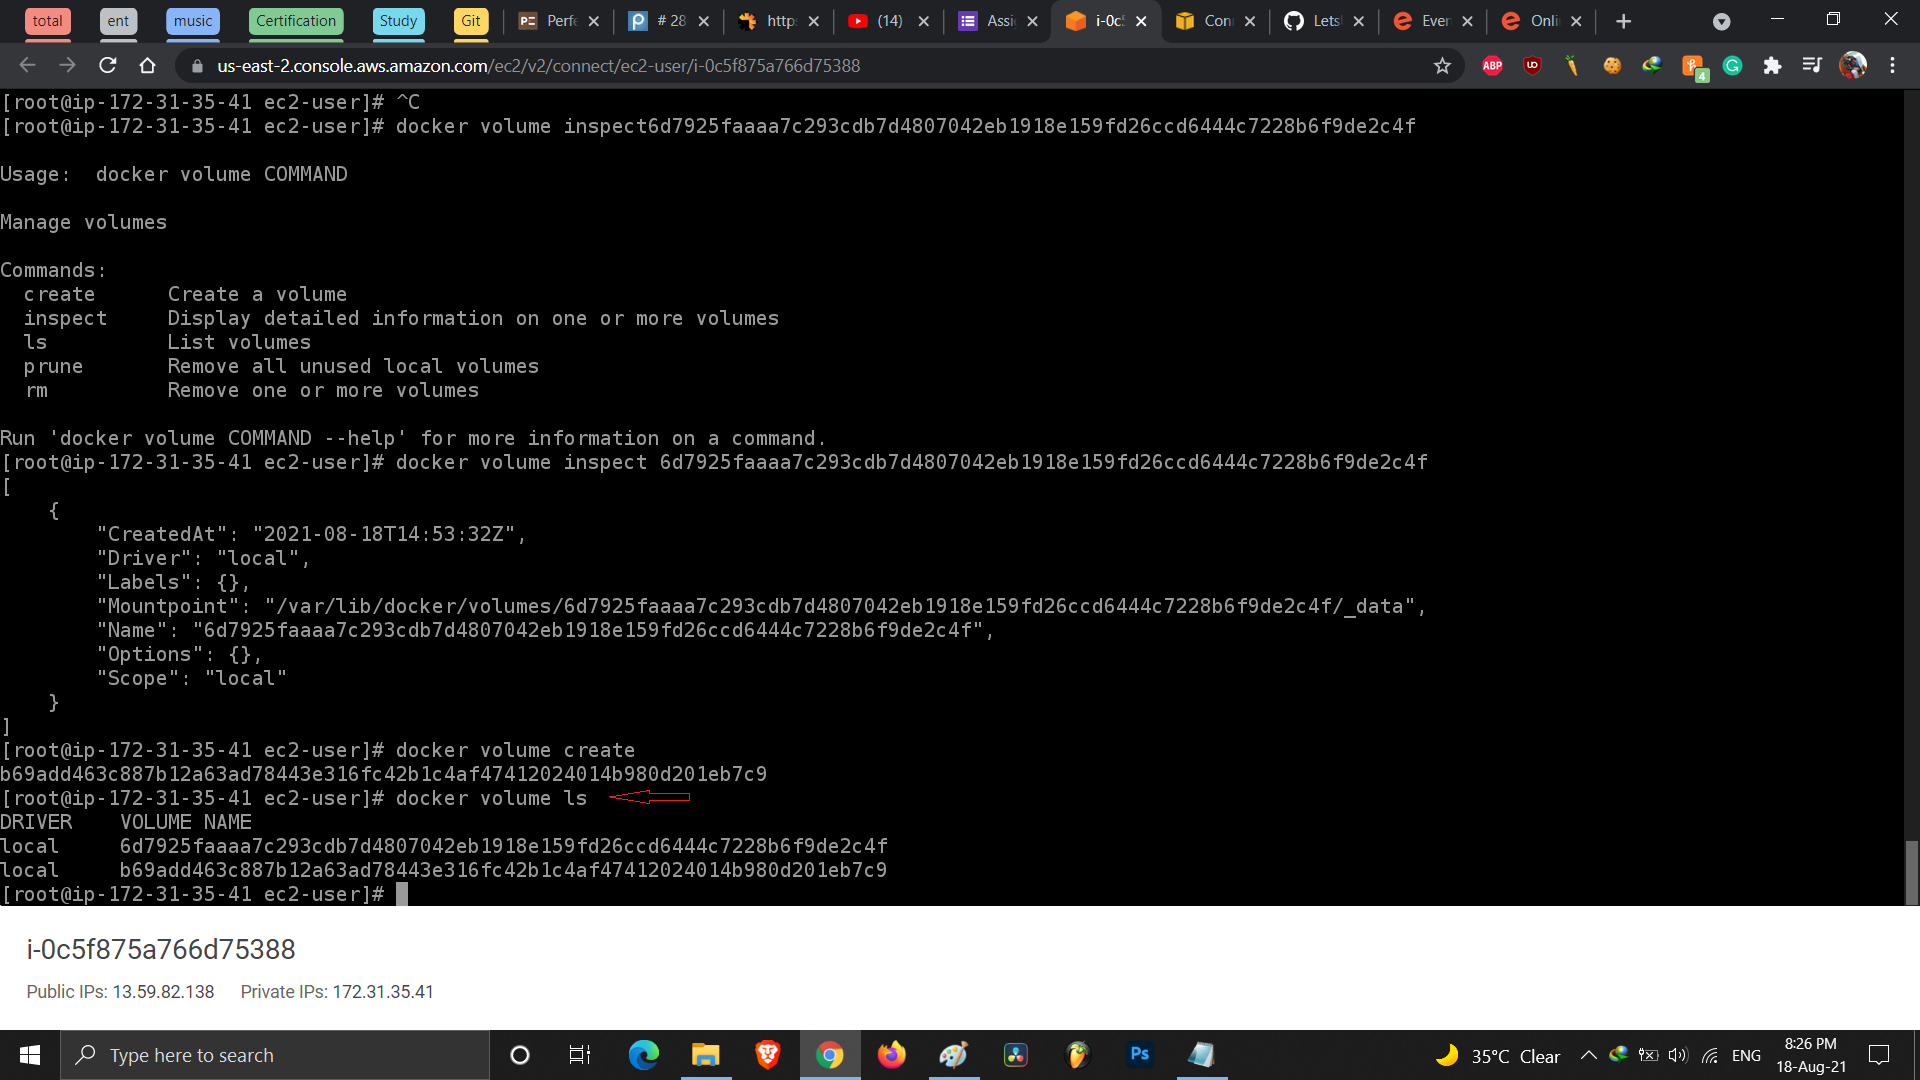 total ent music Certification Study Git Perfe # 28 http (14) Assig i-0c5 Conn Lets Even Onli
us-east-2.console.aws.amazon.com/ec2/v2/connect/ec2-user/i-0c5f875a766d75388
ABP
4
[root@ip-172-31-35-41 ec2-user]# ^C
[root@ip-172-31-35-41 ec2-user]# docker volume inspect6d7925faaaa7c293cdb7d4807042eb1918e159fd26ccd6444c7228b6f9de2c4f
Usage:  docker volume COMMAND
Manage volumes
Commands:
  create      Create a volume
  inspect     Display detailed information on one or more volumes
  ls          List volumes
  prune       Remove all unused local volumes
  rm          Remove one or more volumes
Run 'docker volume COMMAND --help' for more information on a command.
[root@ip-172-31-35-41 ec2-user]# docker volume inspect 6d7925faaaa7c293cdb7d4807042eb1918e159fd26ccd6444c7228b6f9de2c4f
[
    {
        "CreatedAt": "2021-08-18T14:53:32Z",
        "Driver": "local",
        "Labels": {},
        "Mountpoint": "/var/lib/docker/volumes/6d7925faaaa7c293cdb7d4807042eb1918e159fd26ccd6444c7228b6f9de2c4f/_data",
        "Name": "6d7925faaaa7c293cdb7d4807042eb1918e159fd26ccd6444c7228b6f9de2c4f",
        "Options": {},
        "Scope": "local"
    }
]
[root@ip-172-31-35-41 ec2-user]# docker volume create
b69add463c887b12a63ad78443e316fc42b1c4af47412024014b980d201eb7c9
[root@ip-172-31-35-41 ec2-user]# docker volume ls
DRIVER    VOLUME NAME
local     6d7925faaaa7c293cdb7d4807042eb1918e159fd26ccd6444c7228b6f9de2c4f
local     b69add463c887b12a63ad78443e316fc42b1c4af47412024014b980d201eb7c9
[root@ip-172-31-35-41 ec2-user]#
i-0c5f875a766d75388
Public IPs: 13.59.82.138 Private IPs: 172.31.35.41
Type here to search
Ps
35°C Clear
ENG
8:26 PM
18-Aug-21